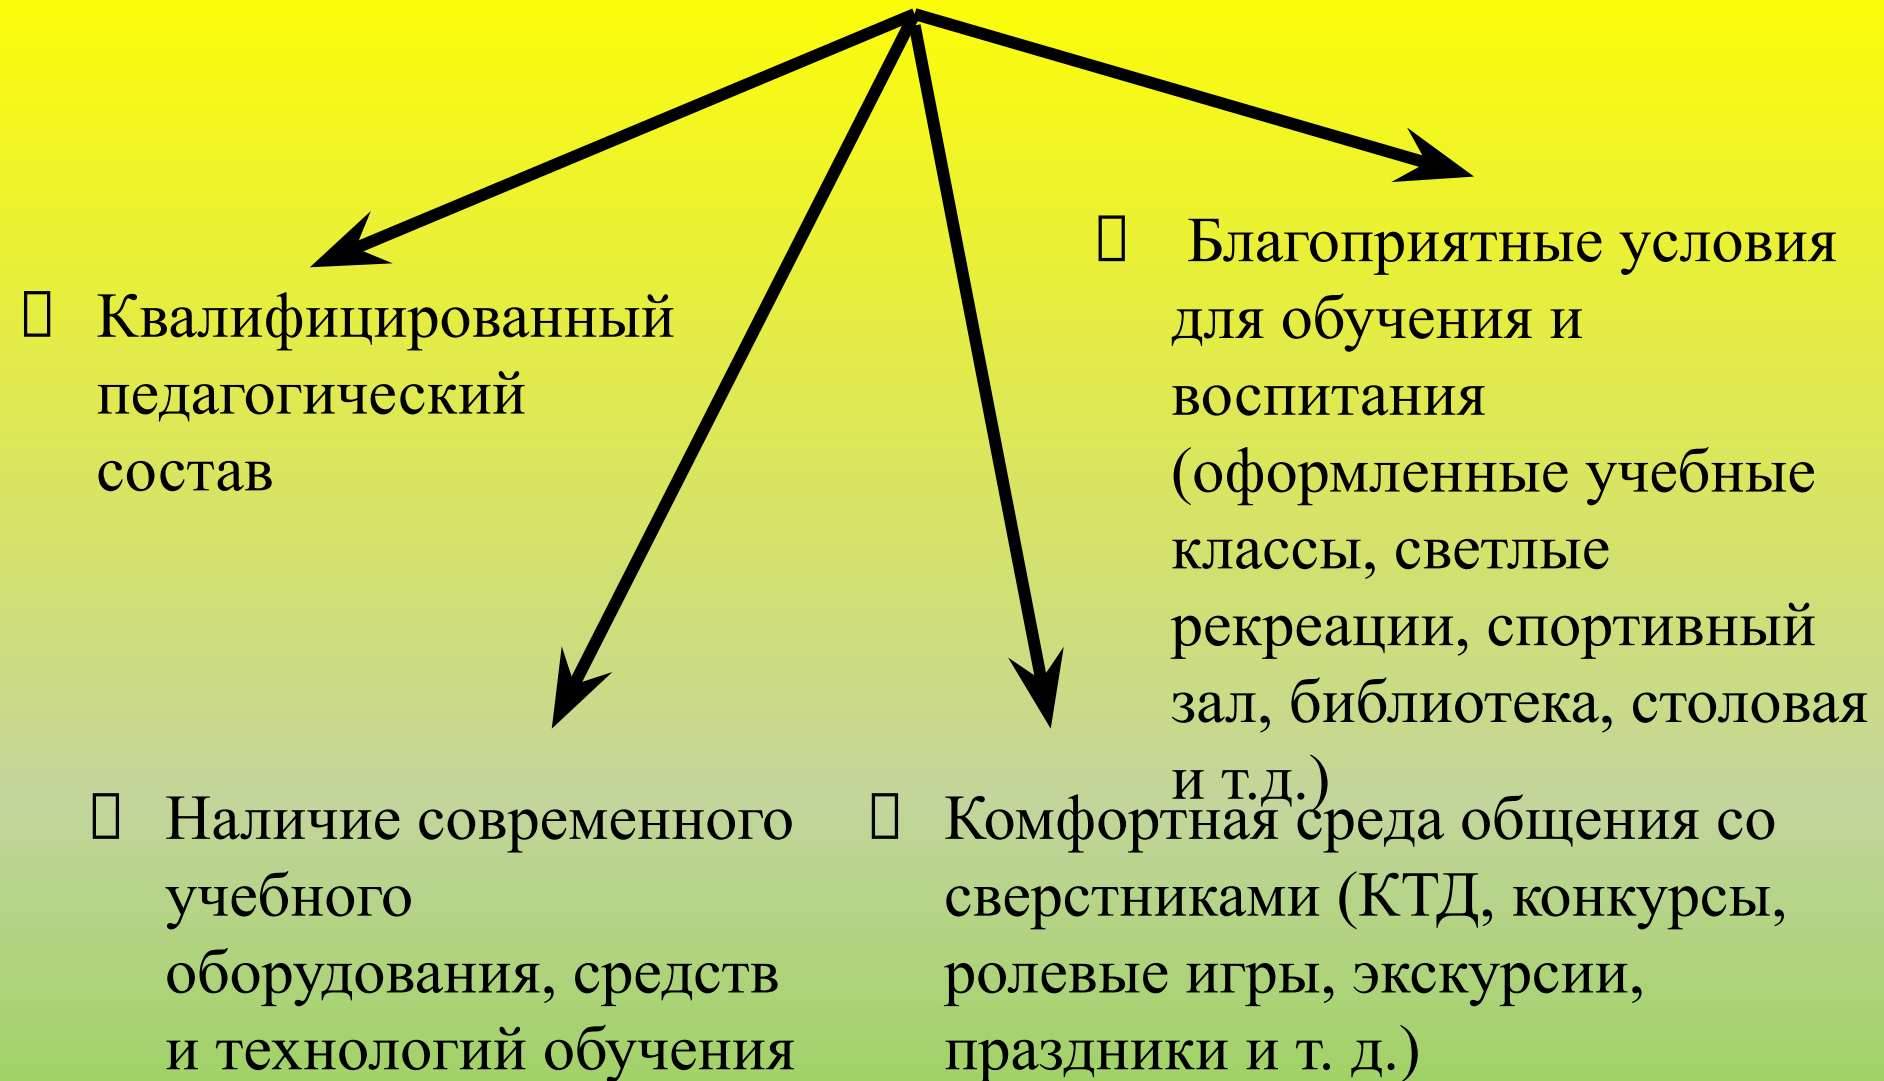 Квалифицированный
педагогический
состав
Благоприятные условия
для обучения и
воспитания
(оформленные учебные
классы, светлые
рекреации, спортивный
зал, библиотека, столовая
и т.д.)
Наличие современного
учебного
оборудования, средств
и технологий обучения
Комфортная среда общения со
сверстниками (КТД, конкурсы,
ролевые игры, экскурсии,
праздники и т. д.)